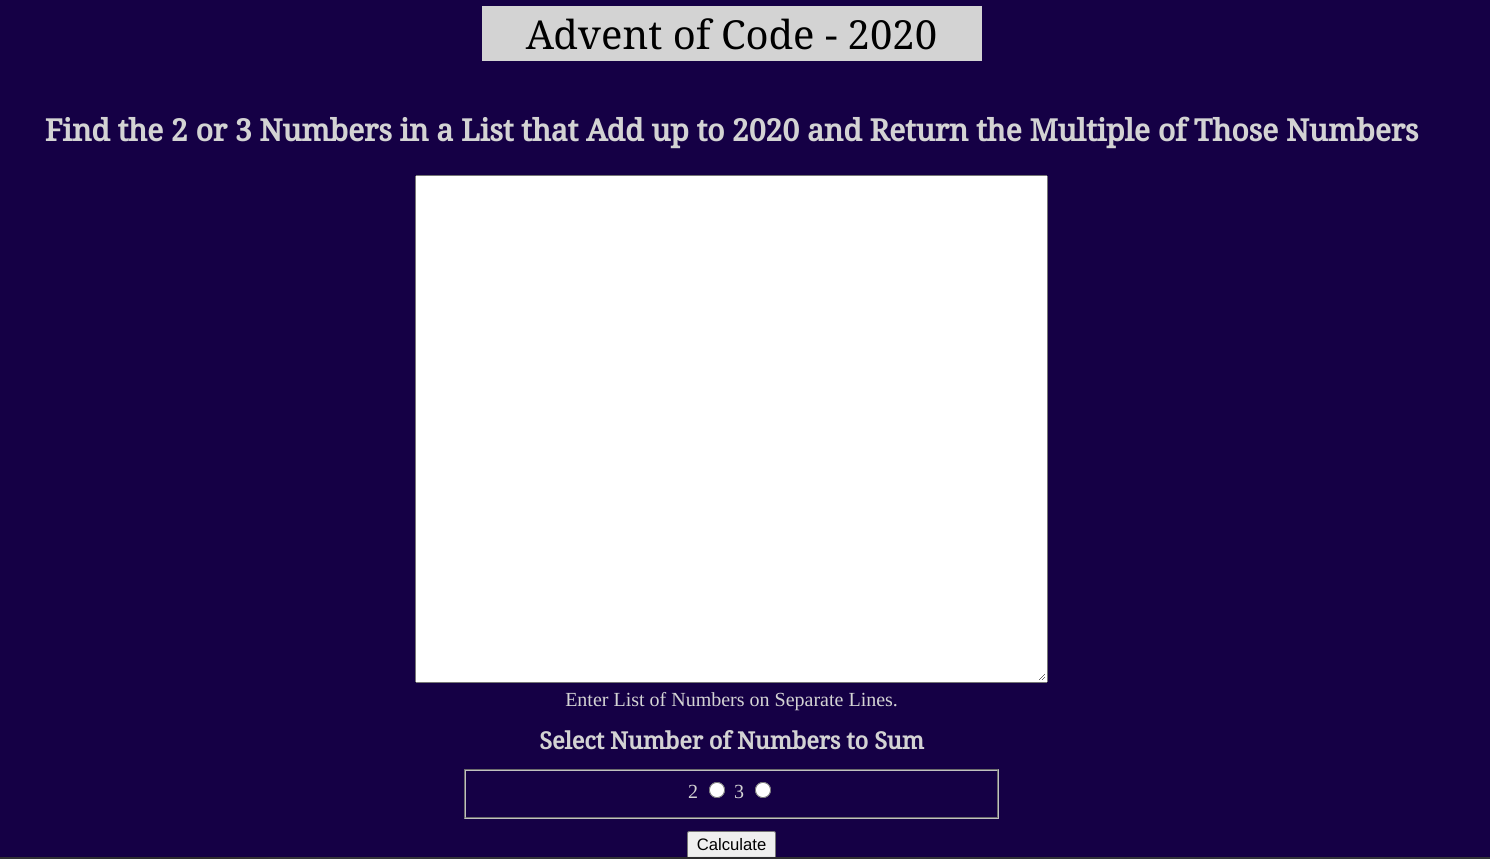 Advent of Code - 2020
Find the 2 or 3 Numbers in a List that Add up to 2020 and Return the Multiple of Those Numbers
Enter List of Numbers on Separate Lines.
Select Number of Numbers to Sum
2 3
Calculate